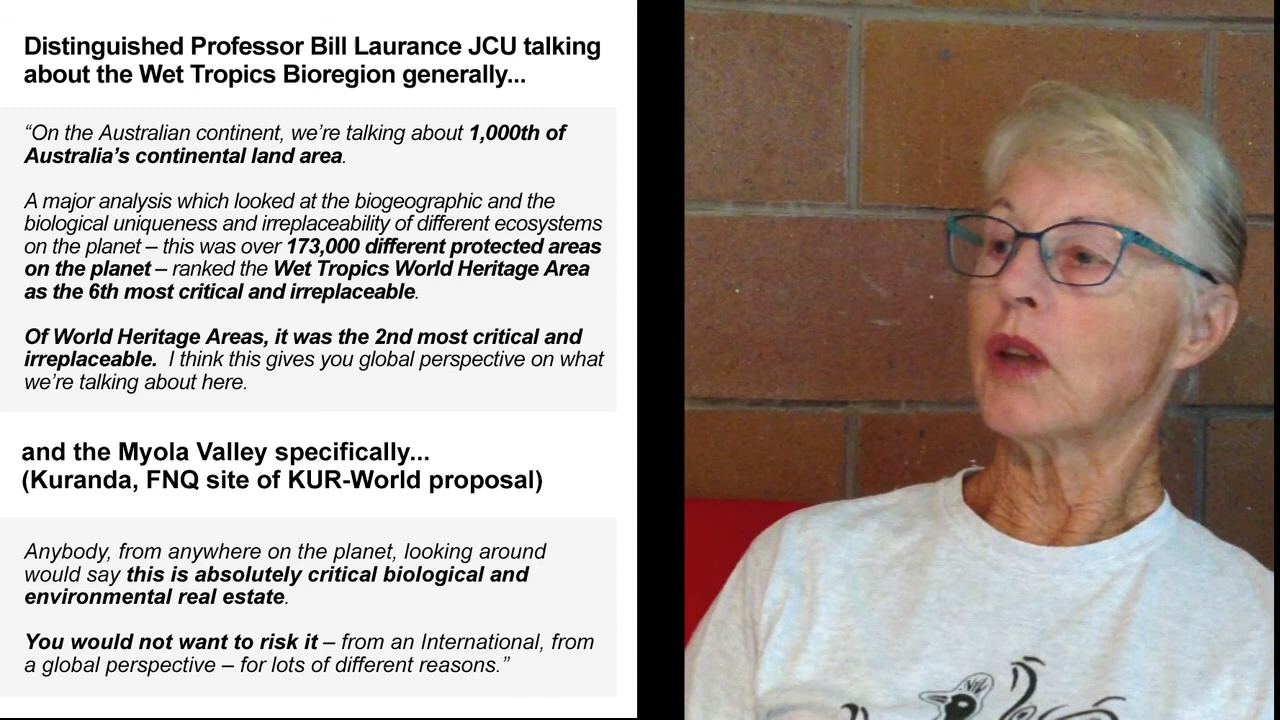 Distinguished Professor Bill Laurance JCU talking
about the Wet Tropics Bioregion generally...
“On the Australian continent, we’re talking about 1,000th of
Australia’s continental land area.
A major analysis which looked at the biogeographic and the
biological uniqueness and irreplaceability of different ecosystems
on the planet – this was over 173,000 different protected areas
on the planet – ranked the Wet Tropics World Heritage Area
as the 6th most critical and irreplaceable.
Of World Heritage Areas, it was the 2nd most critical and
irreplaceable. I think this gives you global perspective on what
we’re talking about here.
and the Myola Valley specifically...
(Kuranda, FNQ site of KUR-World proposal)
Anybody, from anywhere on the planet, looking around
would say this is absolutely critical biological and
environmental real estate.
You would not want to risk it – from an International, from
a global perspective – for lots of different reasons.”